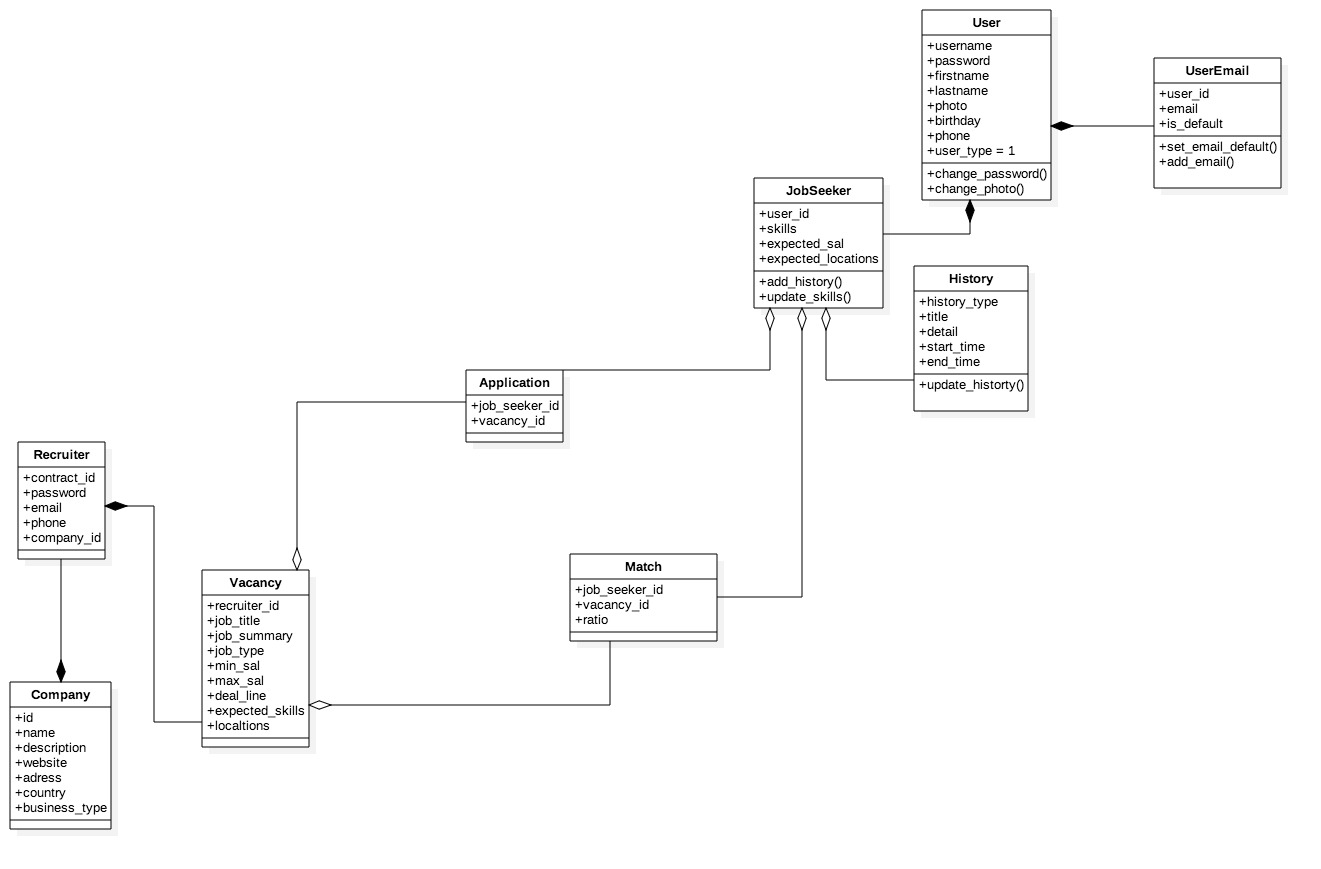 User
+username
+password
+firstname
+lastname
+photo
+birthday
+phone
+user_type = 1
+change_password()
+change_photo()
UserEmail
+user_id
+email
+is_default
+set_email_default()
+add_email()
JobSeeker
+user_id
+skills
+expected_sal
+expected_locations
+add_history()
+update_skills()
History
+history_type
+title
+detail
+start_time
+end_time
+update_historty()
Application
+job_seeker_id
+vacancy_id
Recruiter
+contract_id
+password
+email
+phone
+company_id
Vacancy
+recruiter_id
+job_title
+job_summary
+job_type
+min_sal
+max_sal
+deal_line
+expected_skills
+localtions
Match
+job_seeker_id
+vacancy_id
+ratio
Company
+id
+name
+description
+website
+adress
+country
+business_type